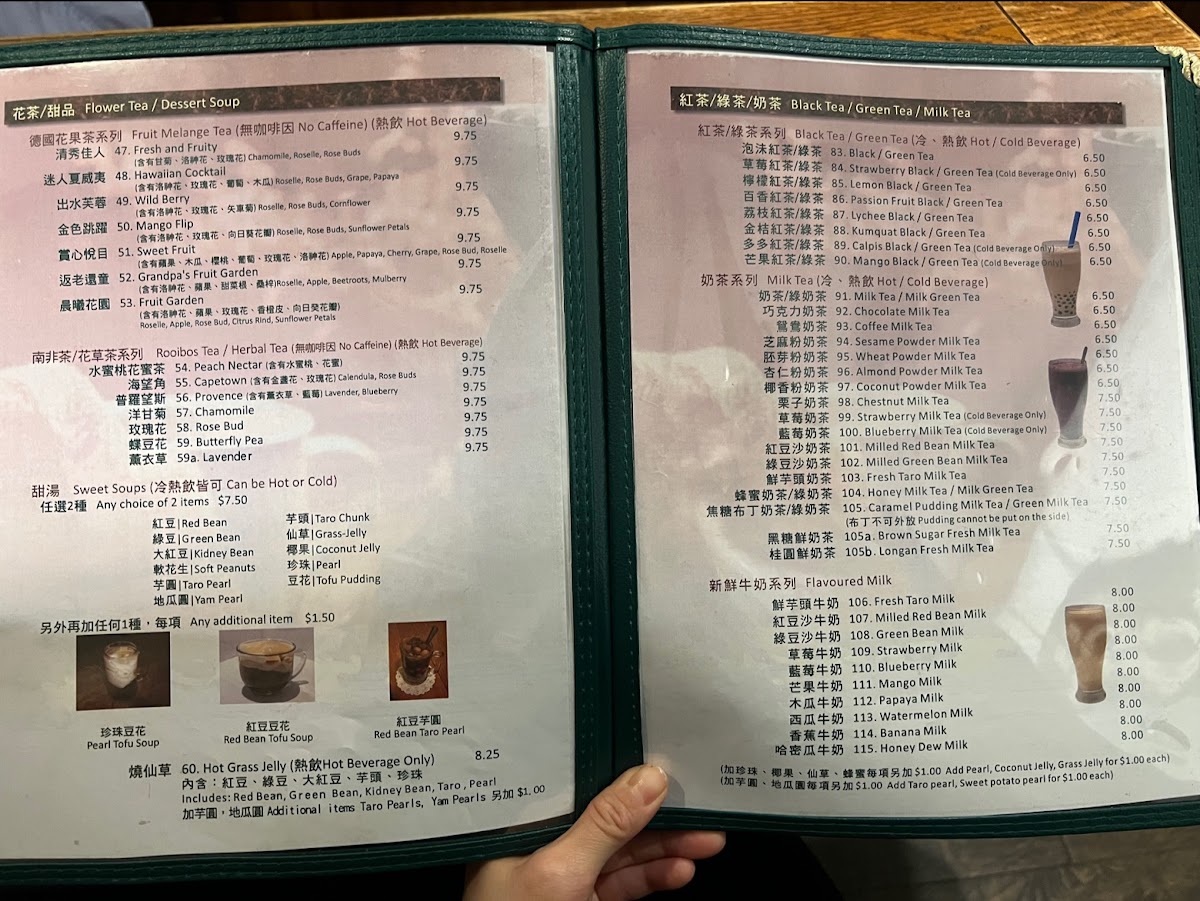 花茶/甜品 Flower Tea / Dessert Soup
德國花果茶系列 Fruit Melange Tea (無咖啡因 No Caffeine) (熱飲 Hot Beverage)
清秀佳人 47. Fresh and Fruity 9.75
(含有甘菊、洛神花、玫瑰花) Chamomile, Roselle, Rose Buds
迷人夏威夷 48. Hawaiian Cocktail 9.75
(含有洛神花、玫瑰花、葡萄、木瓜) Roselle, Rose Buds, Grape, Papaya
出水芙蓉 49. Wild Berry 9.75
(含有洛神花、玫瑰花、矢車菊) Roselle, Rose Buds, Cornflower
金色跳躍 50. Mango Flip 9.75
(含有洛神花、玫瑰花、向日葵花瓣) Roselle, Rose Buds, Sunflower Petals
賞心悅目 51. Sweet Fruit 9.75
(含有蘋果、木瓜、櫻桃、葡萄、玫瑰花、洛神花) Apple, Papaya, Cherry, Grape, Rose Bud, Roselle
返老還童 52. Grandpa's Fruit Garden 9.75
(含有洛神花、蘋果、甜菜根、桑椊)Roselle, Apple, Beetroots, Mulberry
晨曦花園 53. Fruit Garden 9.75
(含有洛神花、蘋果、玫瑰花、香橙皮、向日葵花瓣)
Roselle, Apple, Rose Bud, Citrus Rind, Sunflower Petals
南非茶/花草茶系列 Rooibos Tea / Herbal Tea (無咖啡因 No Caffeine) (熱飲 Hot Beverage)
水蜜桃花蜜茶 54. Peach Nectar (含有水蜜桃、花蜜) 9.75
海望角 55. Capetown (含有金盞花、玫瑰花) Calendula, Rose Buds 9.75
普羅望斯 56. Provence (含有薰衣草、藍莓) Lavender, Blueberry 9.75
洋甘菊 57. Chamomile 9.75
玫瑰花 58. Rose Bud 9.75
蝶豆花 59. Butterfly Pea 9.75
薰衣草 59a. Lavender 9.75
甜湯 Sweet Soups (冷熱飲皆可 Can be Hot or Cold)
任選2種 Any choice of 2 items $7.50
紅豆|Red Bean 芋頭|Taro Chunk
綠豆|Green Bean 仙草|Grass-Jelly
大紅豆|Kidney Bean 椰果|Coconut Jelly
軟花生|Soft Peanuts 珍珠|Pearl
芋圓|Taro Pearl 豆花|Tofu Pudding
地瓜圓|Yam Pearl
另外再加任何1種，每項 Any additional item $1.50
珍珠豆花 紅豆豆花 紅豆芋圓
Pearl Tofu Soup Red Bean Tofu Soup Red Bean Taro Pearl
燒仙草 60. Hot Grass Jelly (熱飲Hot Beverage Only) 8.25
內含：紅豆、綠豆、大紅豆、芋頭、珍珠
Includes: Red Bean, Green Bean, Kidney Bean, Taro, Pearl
加芋圓，地瓜圓 Additional items Taro Pearls, Yam Pearls 另加 $1.00
紅茶/綠茶/奶茶 Black Tea / Green Tea / Milk Tea
紅茶/綠茶系列 Black Tea / Green Tea (冷、熱飲 Hot / Cold Beverage)
泡沫紅茶/綠茶 83. Black / Green Tea 6.50
草莓紅茶/綠茶 84. Strawberry Black / Green Tea (Cold Beverage Only) 6.50
檸檬紅茶/綠茶 85. Lemon Black / Green Tea 6.50
百香紅茶/綠茶 86. Passion Fruit Black / Green Tea 6.50
荔枝紅茶/綠茶 87. Lychee Black / Green Tea 6.50
金桔紅茶/綠茶 88. Kumquat Black / Green Tea 6.50
多多紅茶/綠茶 89. Calpis Black / Green Tea (Cold Beverage Only) 6.50
芒果紅茶/綠茶 90. Mango Black / Green Tea (Cold Beverage Only) 6.50
奶茶系列 Milk Tea (冷、熱飲 Hot / Cold Beverage)
奶茶/綠奶茶 91. Milk Tea / Milk Green Tea 6.50
巧克力奶茶 92. Chocolate Milk Tea 6.50
鴛鴦奶茶 93. Coffee Milk Tea 6.50
芝麻粉奶茶 94. Sesame Powder Milk Tea 6.50
胚芽粉奶茶 95. Wheat Powder Milk Tea 6.50
杏仁粉奶茶 96. Almond Powder Milk Tea 6.50
椰香粉奶茶 97. Coconut Powder Milk Tea 6.50
栗子奶茶 98. Chestnut Milk Tea 7.50
草莓奶茶 99. Strawberry Milk Tea (Cold Beverage Only) 7.50
藍莓奶茶 100. Blueberry Milk Tea (Cold Beverage Only) 7.50
紅豆沙奶茶 101. Milled Red Bean Milk Tea 7.50
綠豆沙奶茶 102. Milled Green Bean Milk Tea 7.50
鮮芋頭奶茶 103. Fresh Taro Milk Tea 7.50
蜂蜜奶茶/綠奶茶 104. Honey Milk Tea / Milk Green Tea 7.50
焦糖布丁奶茶/綠奶茶 105. Caramel Pudding Milk Tea / Green Milk Tea 7.50
(布丁不可外放 Pudding cannot be put on the side)
黑糖鮮奶茶 105a. Brown Sugar Fresh Milk Tea 7.50
桂圓鮮奶茶 105b. Longan Fresh Milk Tea 7.50
新鮮牛奶系列 Flavoured Milk
鮮芋頭牛奶 106. Fresh Taro Milk 8.00
紅豆沙牛奶 107. Milled Red Bean Milk 8.00
綠豆沙牛奶 108. Green Bean Milk 8.00
草莓牛奶 109. Strawberry Milk 8.00
藍莓牛奶 110. Blueberry Milk 8.00
芒果牛奶 111. Mango Milk 8.00
木瓜牛奶 112. Papaya Milk 8.00
西瓜牛奶 113. Watermelon Milk 8.00
香蕉牛奶 114. Banana Milk 8.00
哈密瓜牛奶 115. Honey Dew Milk 8.00
(加珍珠、椰果、仙草、蜂蜜每項另加$1.00 Add Pearl, Coconut Jelly, Grass Jelly for $1.00 each)
(加芋圓、地瓜圓每項另加$1.00 Add Taro pearl, Sweet potato pearl for $1.00 each)